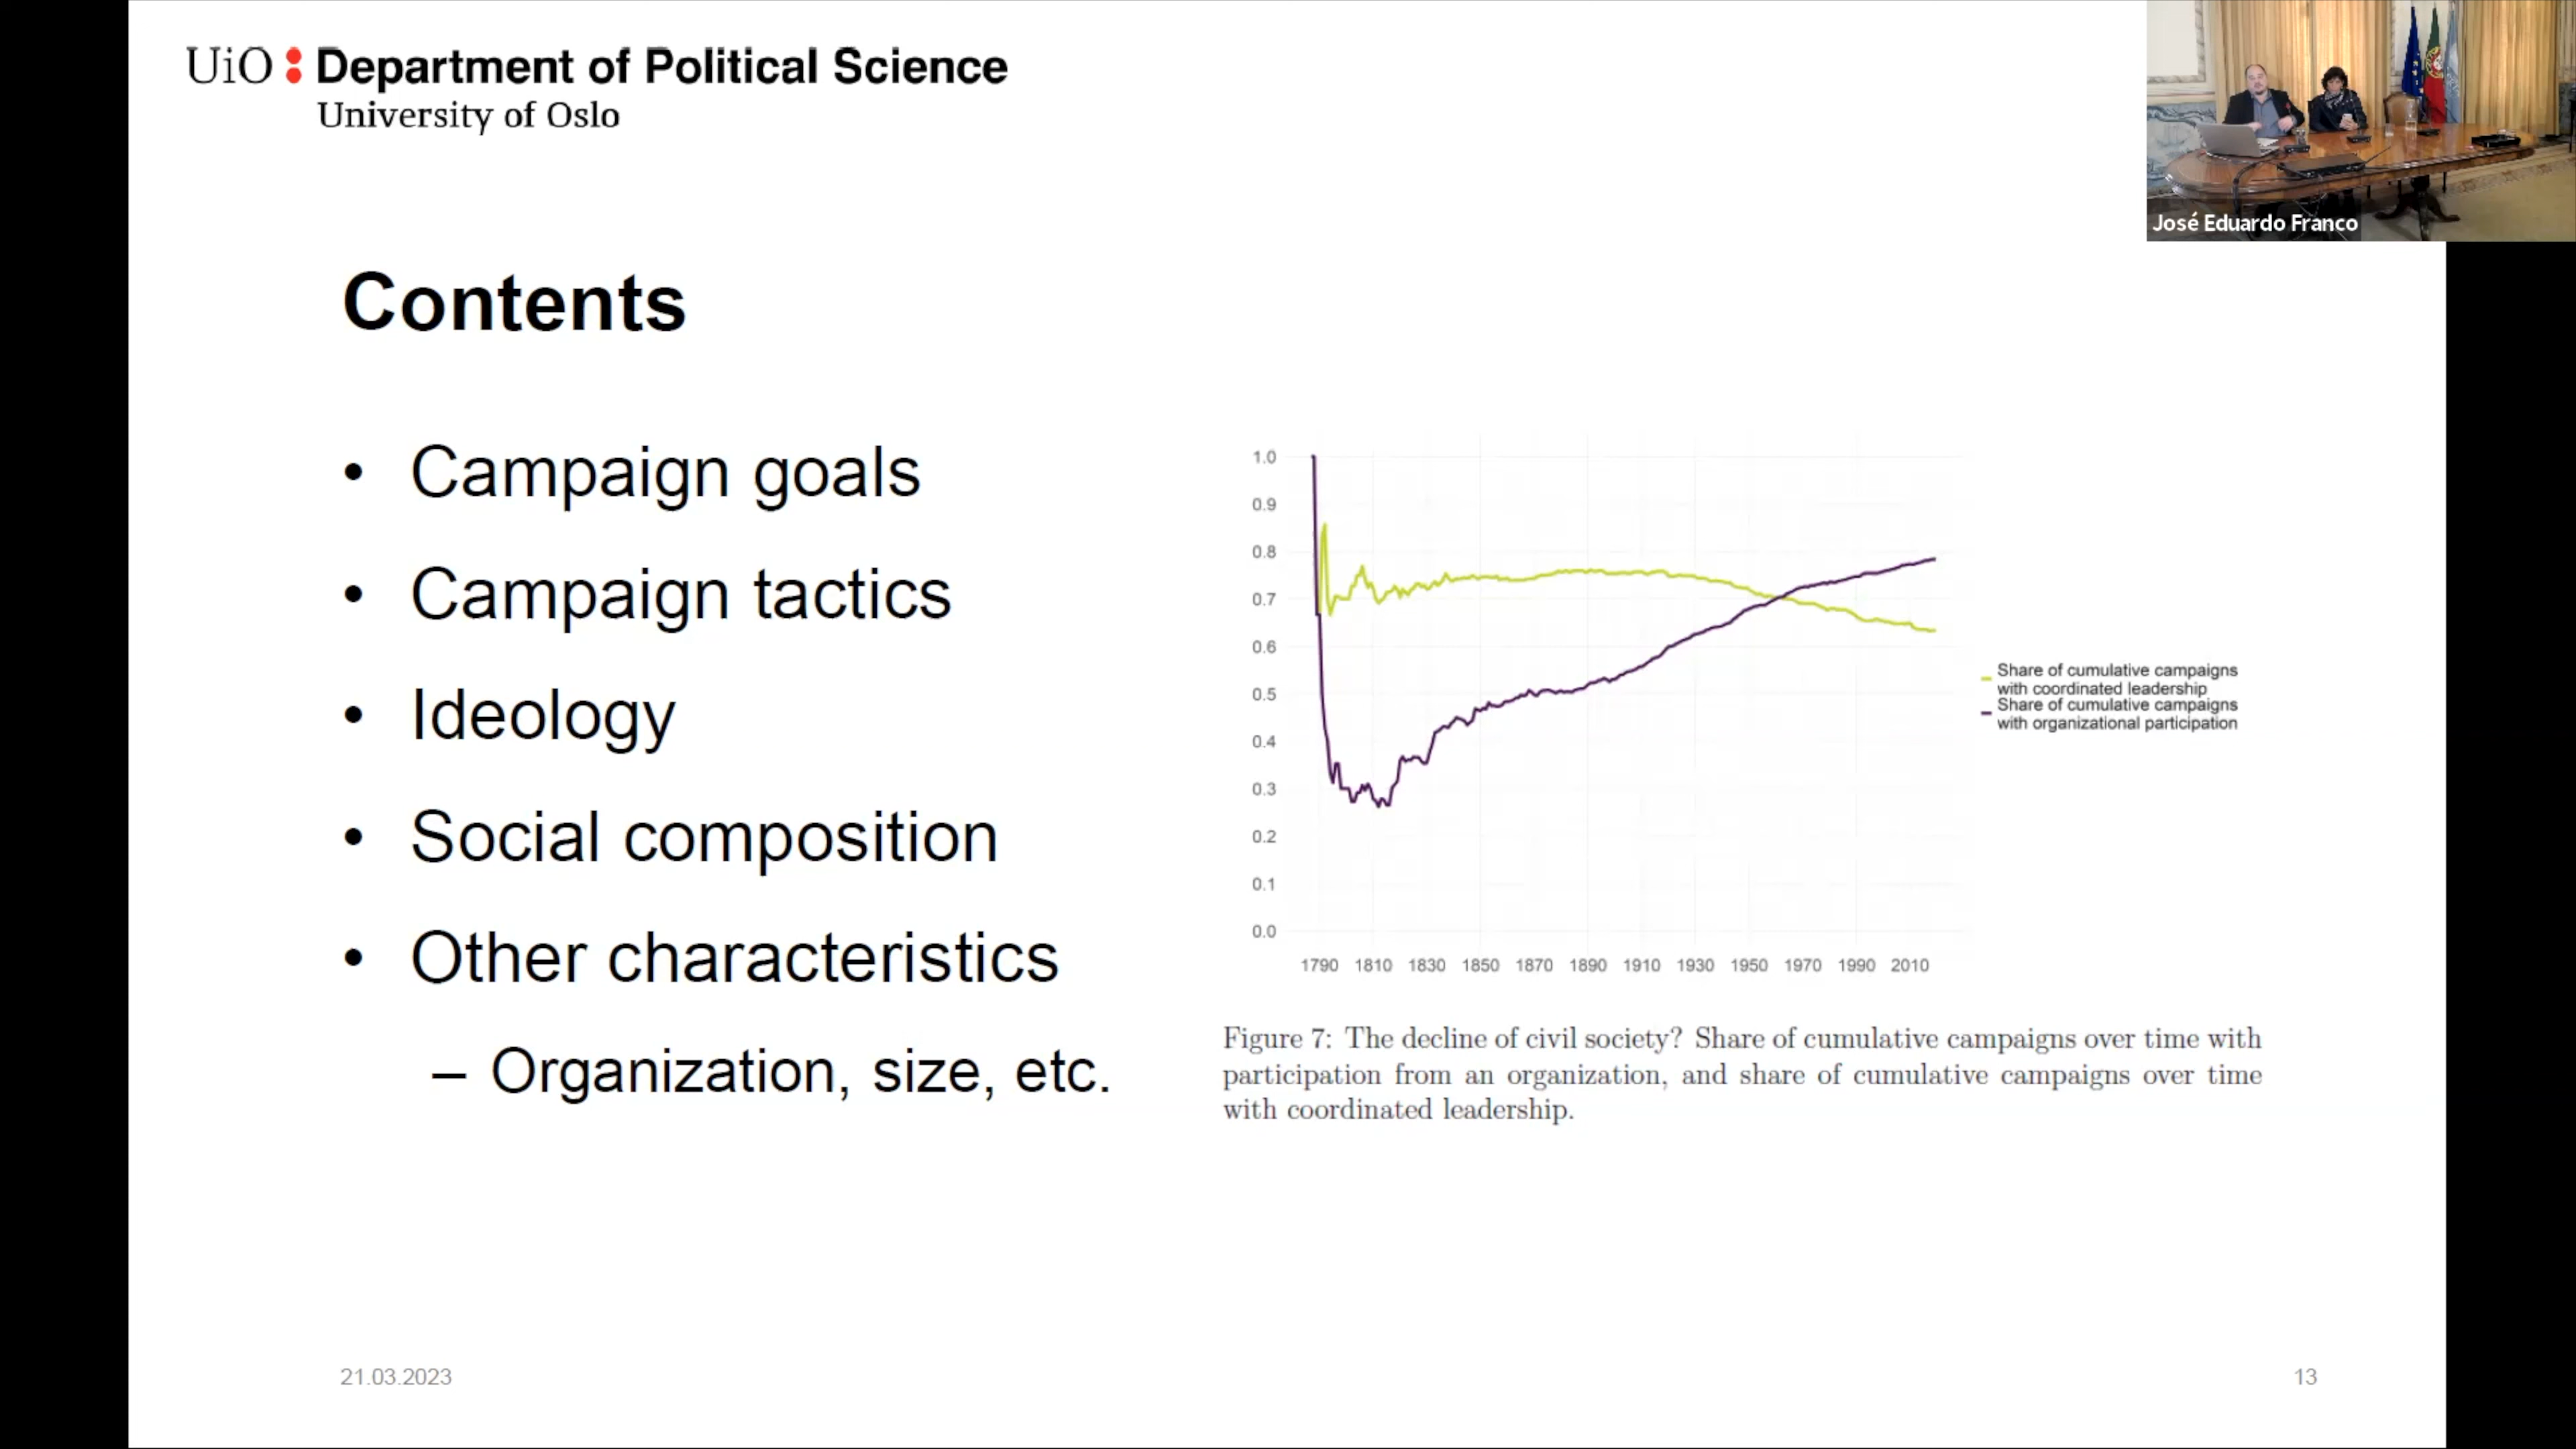 UiO : Department of Political Science
University of Oslo
José Eduardo Franco
Contents
• Campaign goals
• Campaign tactics
• Ideology
• Social composition
• Other characteristics
– Organization, size, etc.
1.0
0.9
0.8
0.7
0.6
0.5
0.4
0.3
0.2
0.1
0.0
1790 1810 1830 1850 1870 1890 1910 1930 1950 1970 1990 2010
Share of cumulative campaigns
with coordinated leadership
Share of cumulative campaigns
with organizational participation
Figure 7: The decline of civil society? Share of cumulative campaigns over time with
participation from an organization, and share of cumulative campaigns over time
with coordinated leadership.
21.03.2023
13